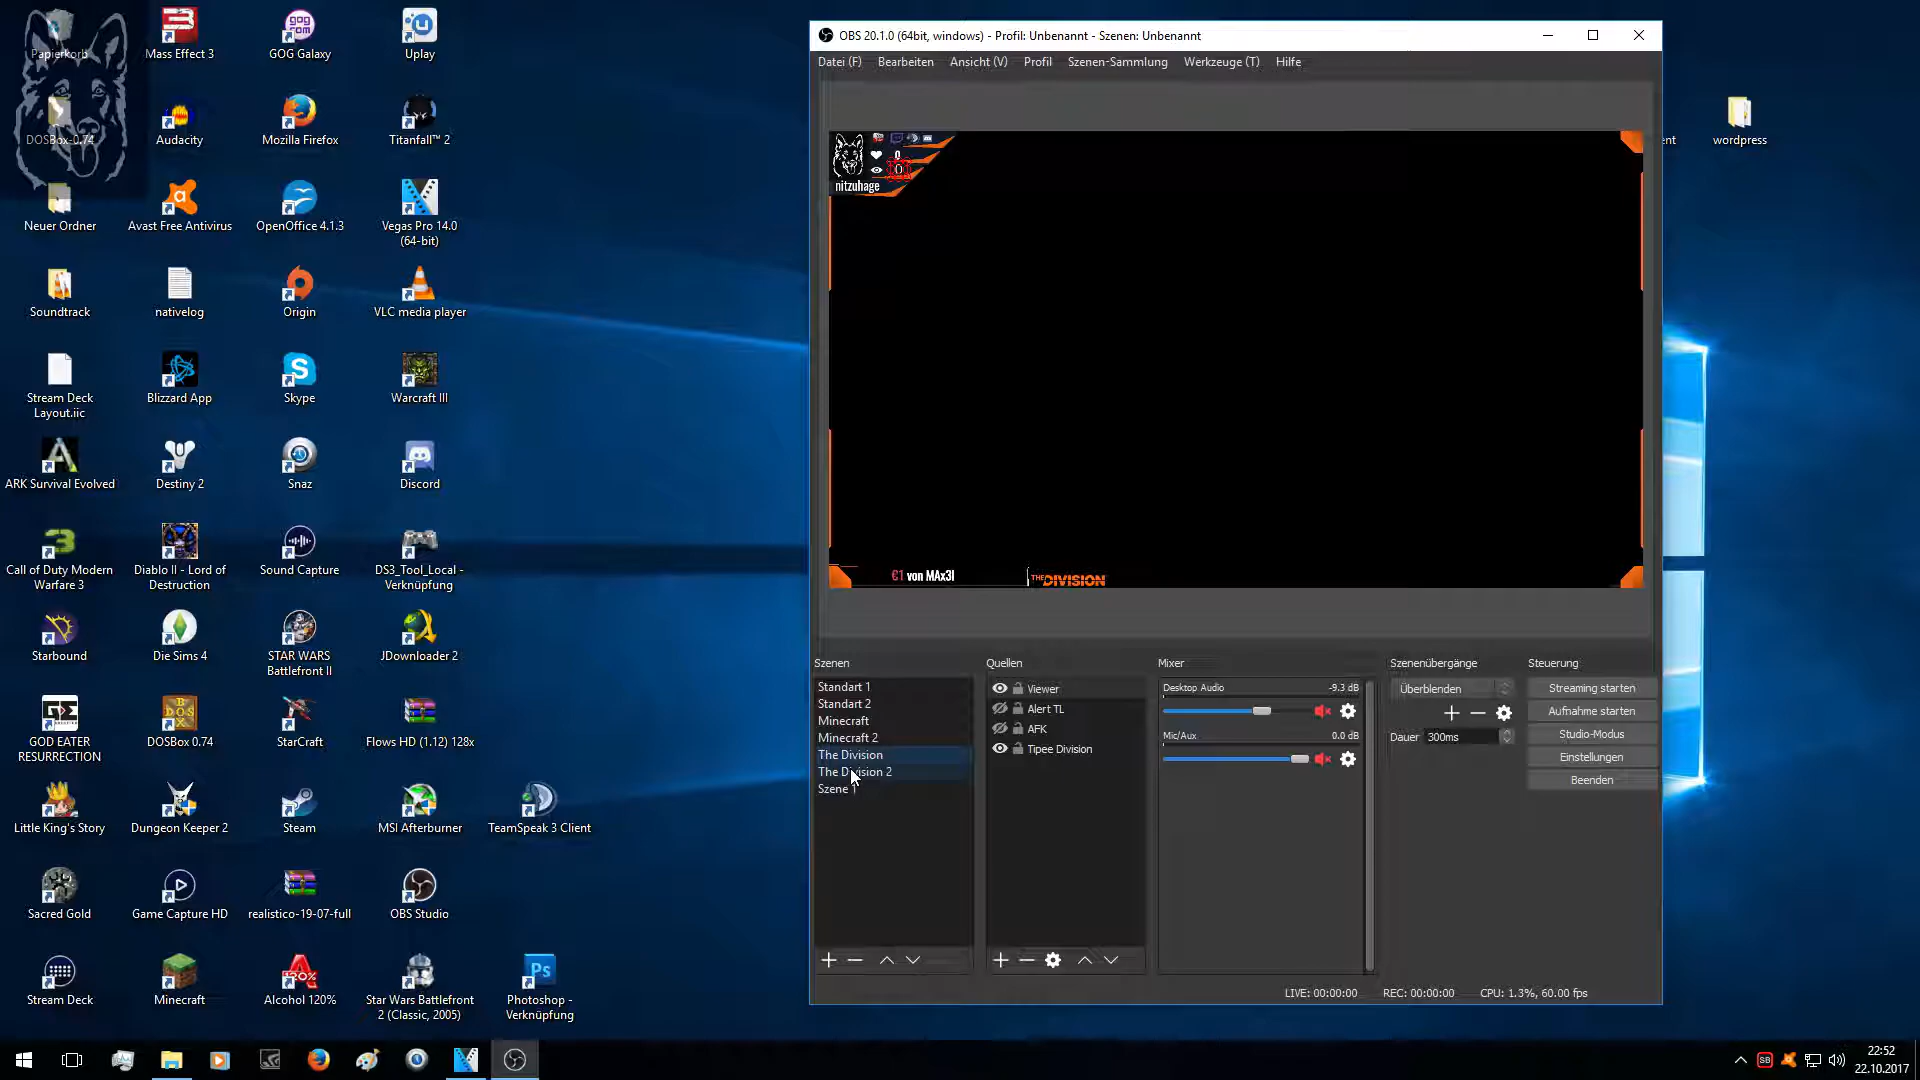 Papierkorb
Mass Effect 3
GOG Galaxy
Uplay
DOSBox-0.74
Audacity
Mozilla Firefox
Titanfall™ 2
Neuer Ordner
Avast Free Antivirus
OpenOffice 4.1.3
Vegas Pro 14.0
(64-bit)
Soundtrack
nativelog
Origin
VLC media player
Stream Deck
Layout.iic
Blizzard App
Skype
Warcraft III
ARK Survival Evolved
Destiny 2
Snaz
Discord
Call of Duty Modern
Warfare 3
Diablo II - Lord of
Destruction
Sound Capture
DS3_Tool_Local -
Verknüpfung
Starbound
Die Sims 4
STAR WARS
Battlefront II
JDownloader 2
GOD EATER
RESURRECTION
DOSBox 0.74
StarCraft
Flows HD (1.12) 128x
Little King's Story
Dungeon Keeper 2
Steam
MSI Afterburner
TeamSpeak 3 Client
Sacred Gold
Game Capture HD
realistico-19-07-full
OBS Studio
Stream Deck
Minecraft
Alcohol 120%
Star Wars Battlefront
2 (Classic, 2005)
Photoshop -
Verknüpfung
ent
wordpress
OBS 20.1.0 (64bit, windows) - Profil: Unbenannt - Szenen: Unbenannt
Datei (F)
Bearbeiten
Ansicht (V)
Profil
Szenen-Sammlung
Werkzeuge (T)
Hilfe
0
0
nitzuhage
€1 von MAx3l
THE DIVISION
Szenen
Standart 1
Standart 2
Minecraft
Minecraft 2
The Division
The Division 2
Szene 1
Quellen
Viewer
Alert TL
AFK
Tipee Division
Mixer
Desktop Audio
-9.3 dB
Mic/Aux
0.0 dB
Szenenübergänge
Überblenden
Dauer 300ms
Steuerung
Streaming starten
Aufnahme starten
Studio-Modus
Einstellungen
Beenden
LIVE: 00:00:00
REC: 00:00:00
CPU: 1.3%, 60.00 fps
22:52
22.10.2017